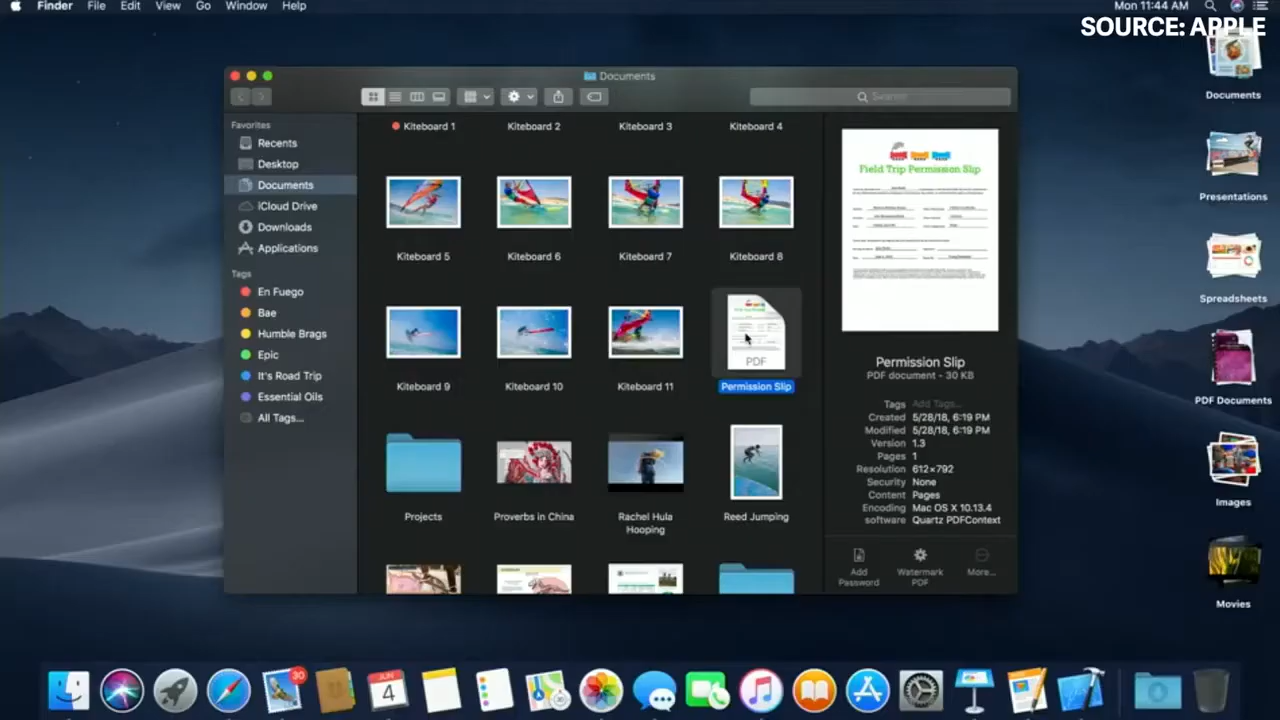 Finder File Edit View Go Window Help
Mon 11:44 AM
SOURCE: APPLE
Documents
Search
Favorites
Recents
Desktop
Documents
iCloud Drive
Downloads
Applications
Tags
En Fuego
Bae
Humble Brags
Epic
It's Road Trip
Essential Oils
All Tags...
Kiteboard 1 Kiteboard 2 Kiteboard 3 Kiteboard 4
Kiteboard 5 Kiteboard 6 Kiteboard 7 Kiteboard 8
PDF
Kiteboard 9 Kiteboard 10 Kiteboard 11 Permission Slip
Projects Proverbs in China Rachel Hula Hooping Reed Jumping
Field Trip Permission Slip
Permission Slip
PDF document - 30 KB
Tags Add Tags...
Created 5/28/18, 6:19 PM
Modified 5/28/18, 6:19 PM
Version 1.3
Pages 1
Resolution 612×792
Security None
Content Pages
Encoding Mac OS X 10.13.4
software Quartz PDFContext
Add Password
Watermark PDF
More...
Documents
Presentations
Spreadsheets
PDF Documents
Images
Movies
30
JUN
4